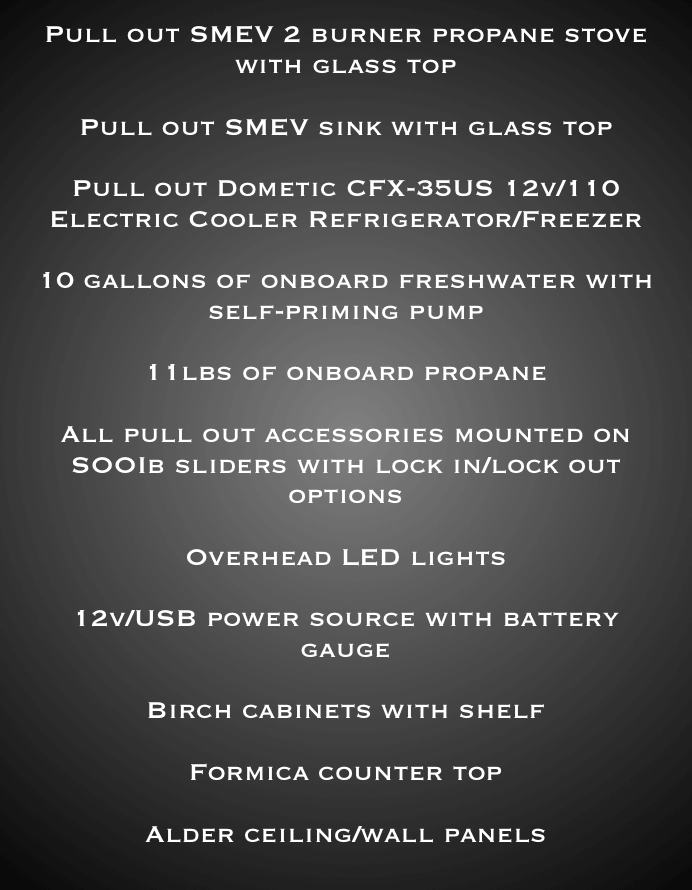 Pull out SMEV 2 burner propane stove
with glass top
Pull out SMEV sink with glass top
Pull out Dometic CFX-35US 12v/110
Electric Cooler Refrigerator/Freezer
10 gallons of onboard freshwater with
self-priming pump
11lbs of onboard propane
All pull out accessories mounted on
SOOIb sliders with lock in/lock out
options
Overhead LED lights
12v/USB power source with battery
gauge
Birch cabinets with shelf
Formica counter top
Alder ceiling/wall panels